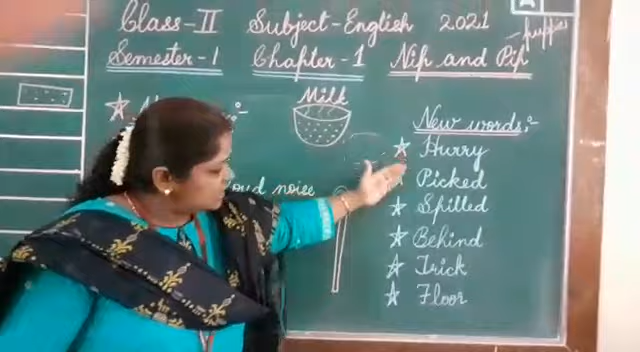 Class-II Subject-English 2021
Semester-1 Chapter-1 Nip and Pip
puppies
Milk
New words:-
Hurry
Picked
loud noise
Spilled
Behind
Trick
Floor